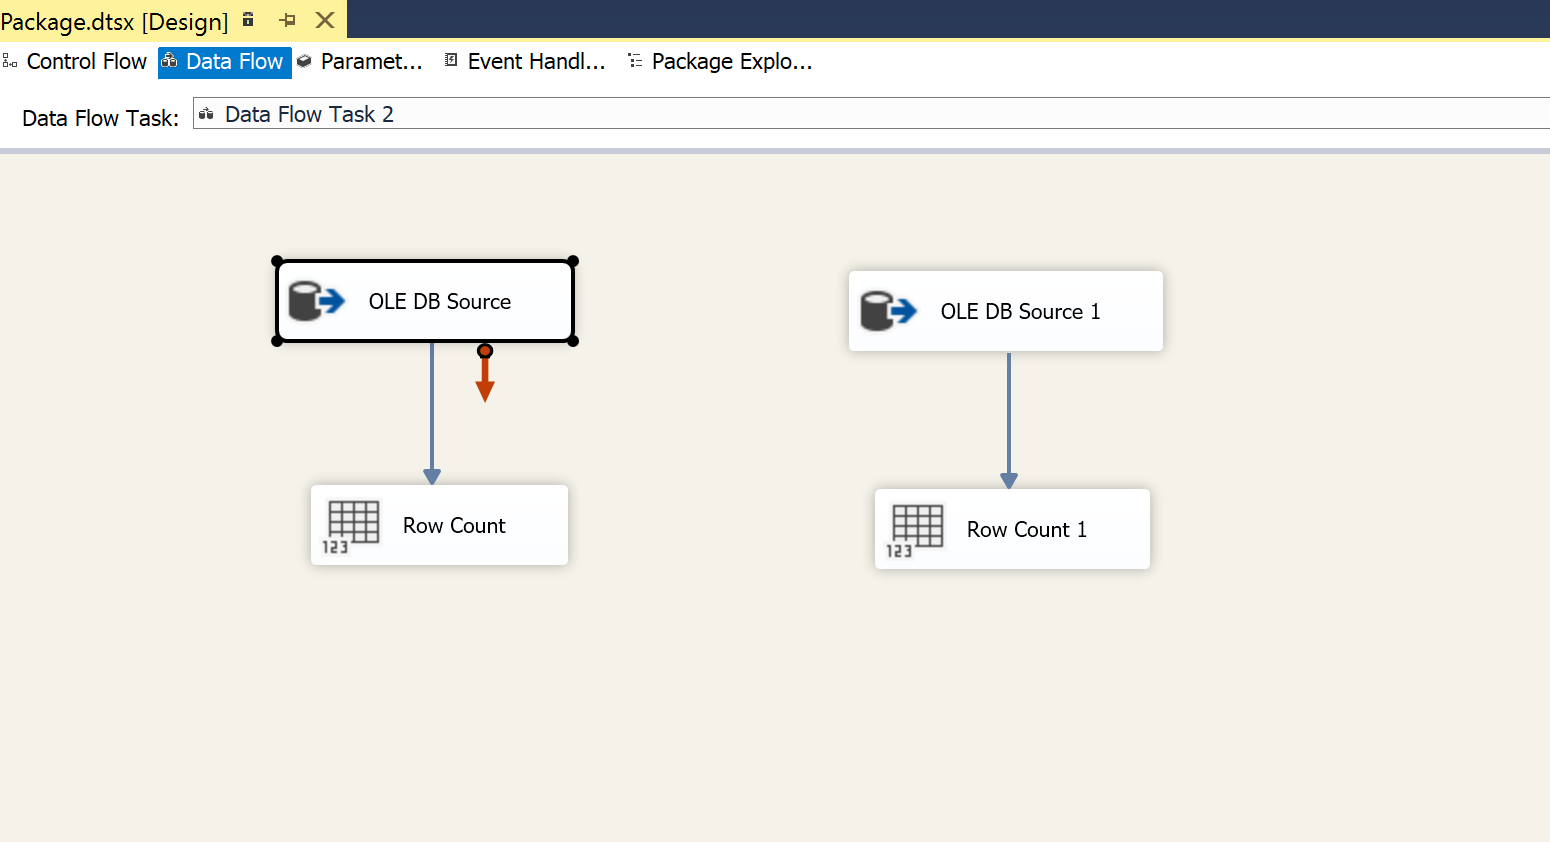 Package.dtsx [Design]
Control Flow Data Flow Paramet... Event Handl... Package Explo...
Data Flow Task: Data Flow Task 2
OLE DB Source
OLE DB Source 1
123 Row Count
123 Row Count 1